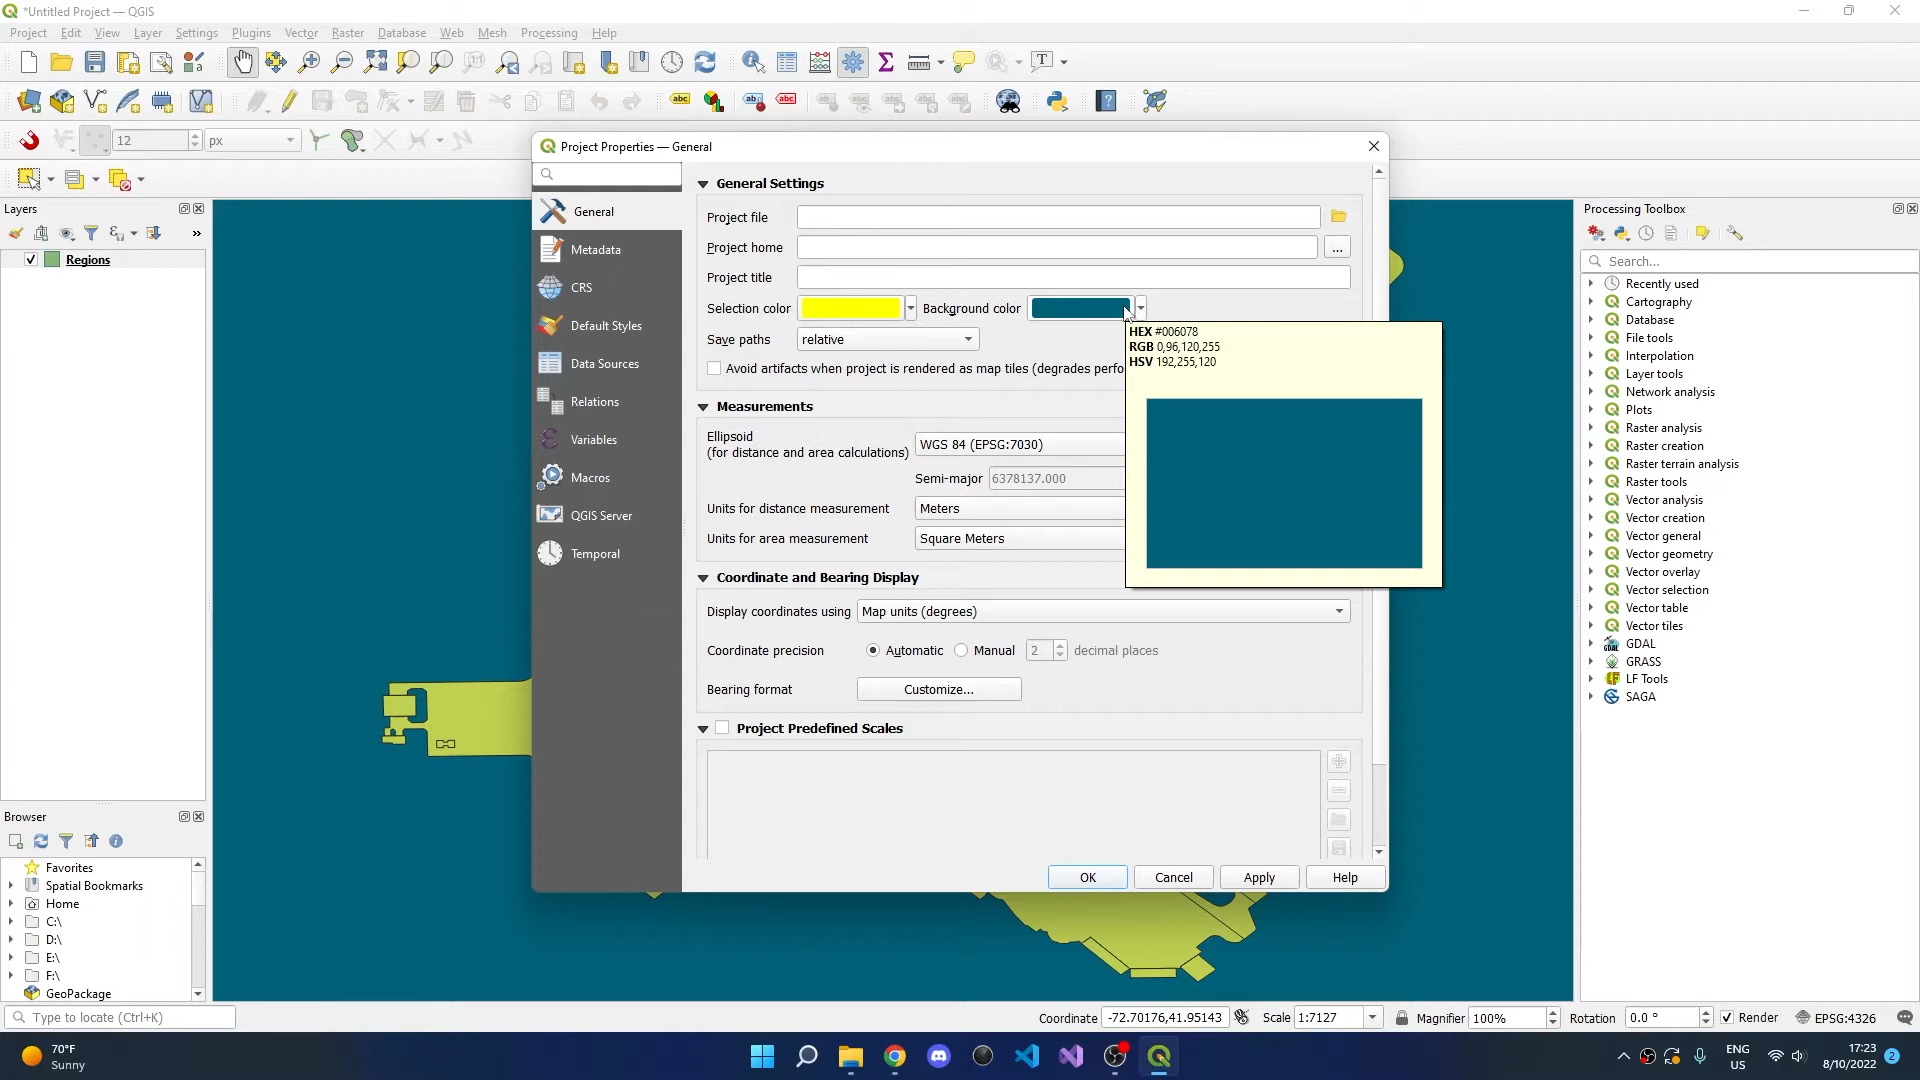 *Untitled Project — QGIS
Project Edit View Layer Settings Plugins Vector Raster Database Web Mesh Processing Help
12 px
Layers
Regions
Browser
Favorites
Spatial Bookmarks
Home
C:\
D:\
E:\
F:\
GeoPackage
Project Properties — General
General
Metadata
CRS
Default Styles
Data Sources
Relations
Variables
Macros
QGIS Server
Temporal
General Settings
Project file
Project home
...
Project title
Selection color Background color
Save paths relative
Avoid artifacts when project is rendered as map tiles (degrades perfo
HEX #006078
RGB 0,96,120,255
HSV 192,255,120
Measurements
Ellipsoid
(for distance and area calculations) WGS 84 (EPSG:7030)
Semi-major 6378137.000
Units for distance measurement Meters
Units for area measurement Square Meters
Coordinate and Bearing Display
Display coordinates using Map units (degrees)
Coordinate precision Automatic Manual 2 decimal places
Bearing format Customize...
Project Predefined Scales
OK Cancel Apply Help
Processing Toolbox
Search...
Recently used
Cartography
Database
File tools
Interpolation
Layer tools
Network analysis
Plots
Raster analysis
Raster creation
Raster terrain analysis
Raster tools
Vector analysis
Vector creation
Vector general
Vector geometry
Vector overlay
Vector selection
Vector table
Vector tiles
GDAL
GRASS
LF Tools
SAGA
Type to locate (Ctrl+K) Coordinate -72.70176,41.95143 Scale 1:7127 Magnifier 100% Rotation 0.0 ° Render EPSG:4326
70°F
Sunny
ENG
US
17:23
8/10/2022
2